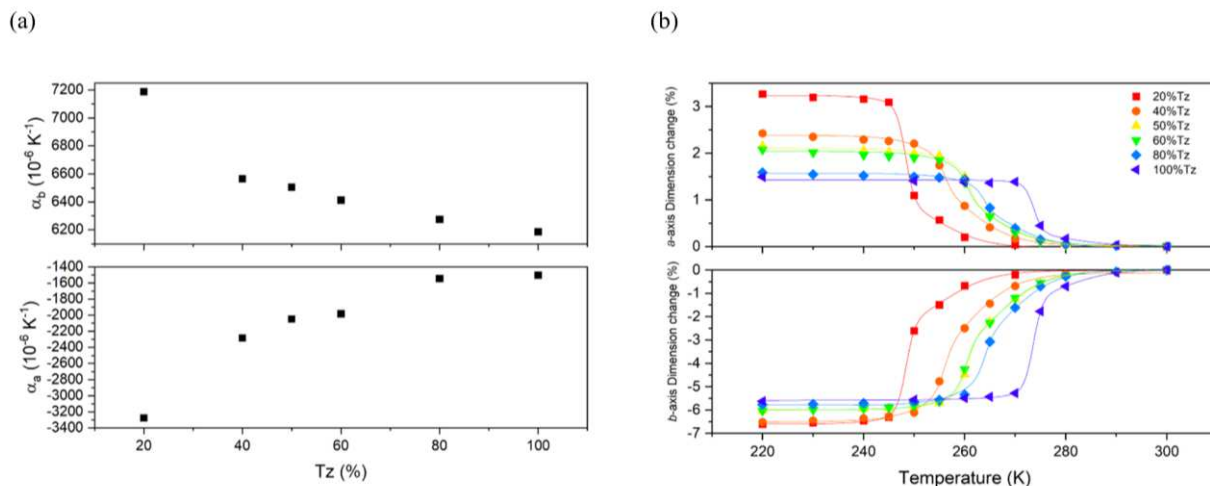 (a)
(b)
7200
7000
6800
6600
6400
6200
α_b (10⁻⁶ K⁻¹)
-1400
-1600
-1800
-2000
-2200
-2400
-2600
-2800
-3000
-3200
-3400
α_a (10⁻⁶ K⁻¹)
20
40
60
80
100
Tz (%)
3
2
1
0
a-axis Dimension change (%)
20%Tz
40%Tz
50%Tz
60%Tz
80%Tz
100%Tz
0
-1
-2
-3
-4
-5
-6
-7
b-axis Dimension change (%)
220
240
260
280
300
Temperature (K)